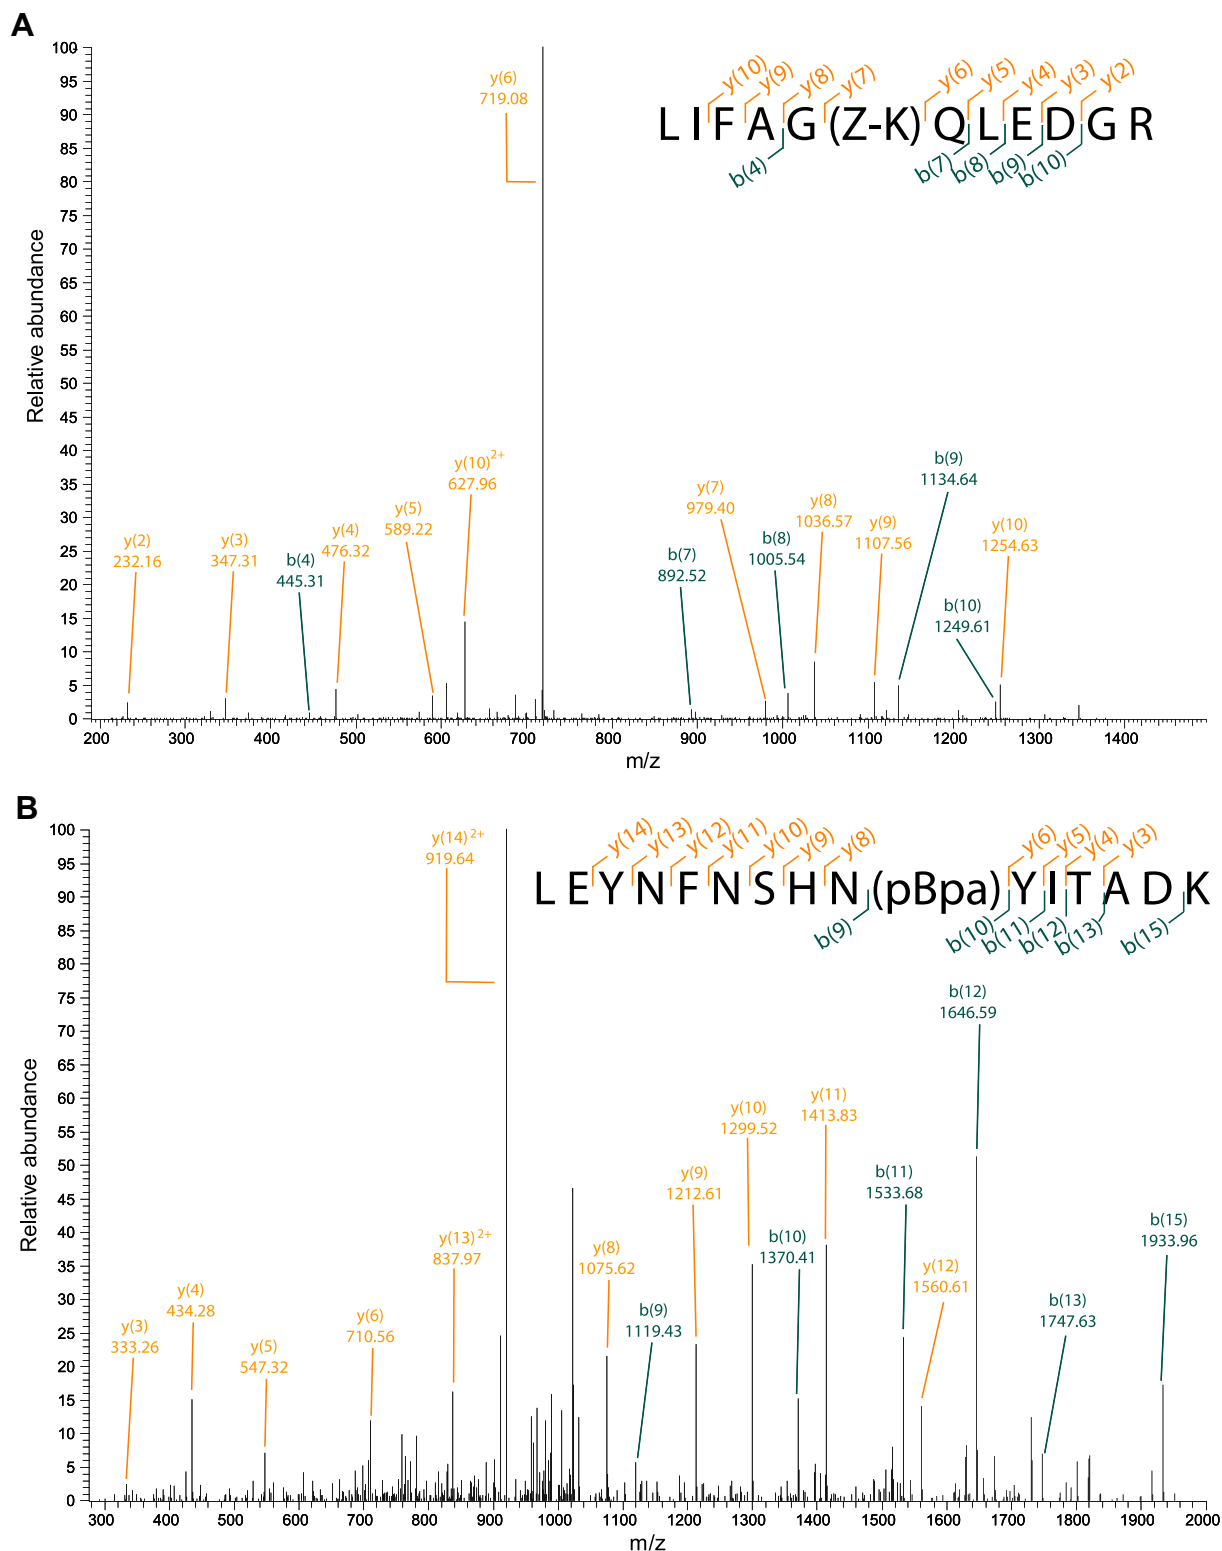 A
100
95
90
85
80
75
70
65
60
55
50
45
40
35
30
25
20
15
10
5
0
Relative abundance
200 300 400 500 600 700 800 900 1000 1100 1200 1300 1400
m/z
y(10) y(9) y(8) y(7) y(6) y(5) y(4) y(3) y(2)
L I F A G (Z-K) Q L E D G R
b(4) b(7) b(8) b(9) b(10)
y(6)
719.08
y(10)2+
627.96
y(5)
589.22
y(4)
476.32
y(2)
232.16
y(3)
347.31
b(4)
445.31
b(9)
1134.64
y(7)
979.40
y(8)
1036.57
y(9)
1107.56
y(10)
1254.63
b(8)
1005.54
b(7)
892.52
b(10)
1249.61
B
100
95
90
85
80
75
70
65
60
55
50
45
40
35
30
25
20
15
10
5
0
Relative abundance
300 400 500 600 700 800 900 1000 1100 1200 1300 1400 1500 1600 1700 1800 1900 2000
m/z
y(14) y(13) y(12) y(11) y(10) y(9) y(8) y(6) y(5) y(4) y(3)
L E Y N F N S H N (pBpa) Y I T A D K
b(9) b(10) b(11) b(12) b(13) b(15)
y(14)2+
919.64
b(12)
1646.59
y(10)
1299.52
y(11)
1413.83
y(9)
1212.61
b(11)
1533.68
b(15)
1933.96
y(13)2+
837.97
y(8)
1075.62
b(10)
1370.41
y(12)
1560.61
y(4)
434.28
y(3)
333.26
y(5)
547.32
y(6)
710.56
b(9)
1119.43
b(13)
1747.63